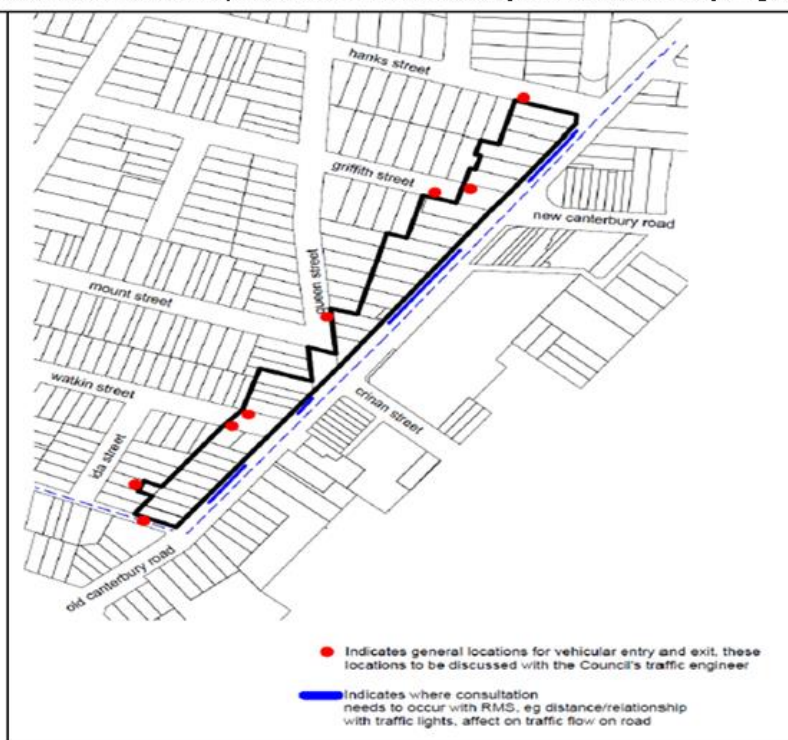 hanks street
griffith street
new canterbury road
queen street
mount street
watkin street
crinan street
ida street
old canterbury road
Indicates general locations for vehicular entry and exit, these
locations to be discussed with the Council's traffic engineer
Indicates where consultation
needs to occur with RMS, eg distance/relationship
with traffic lights, affect on traffic flow on road